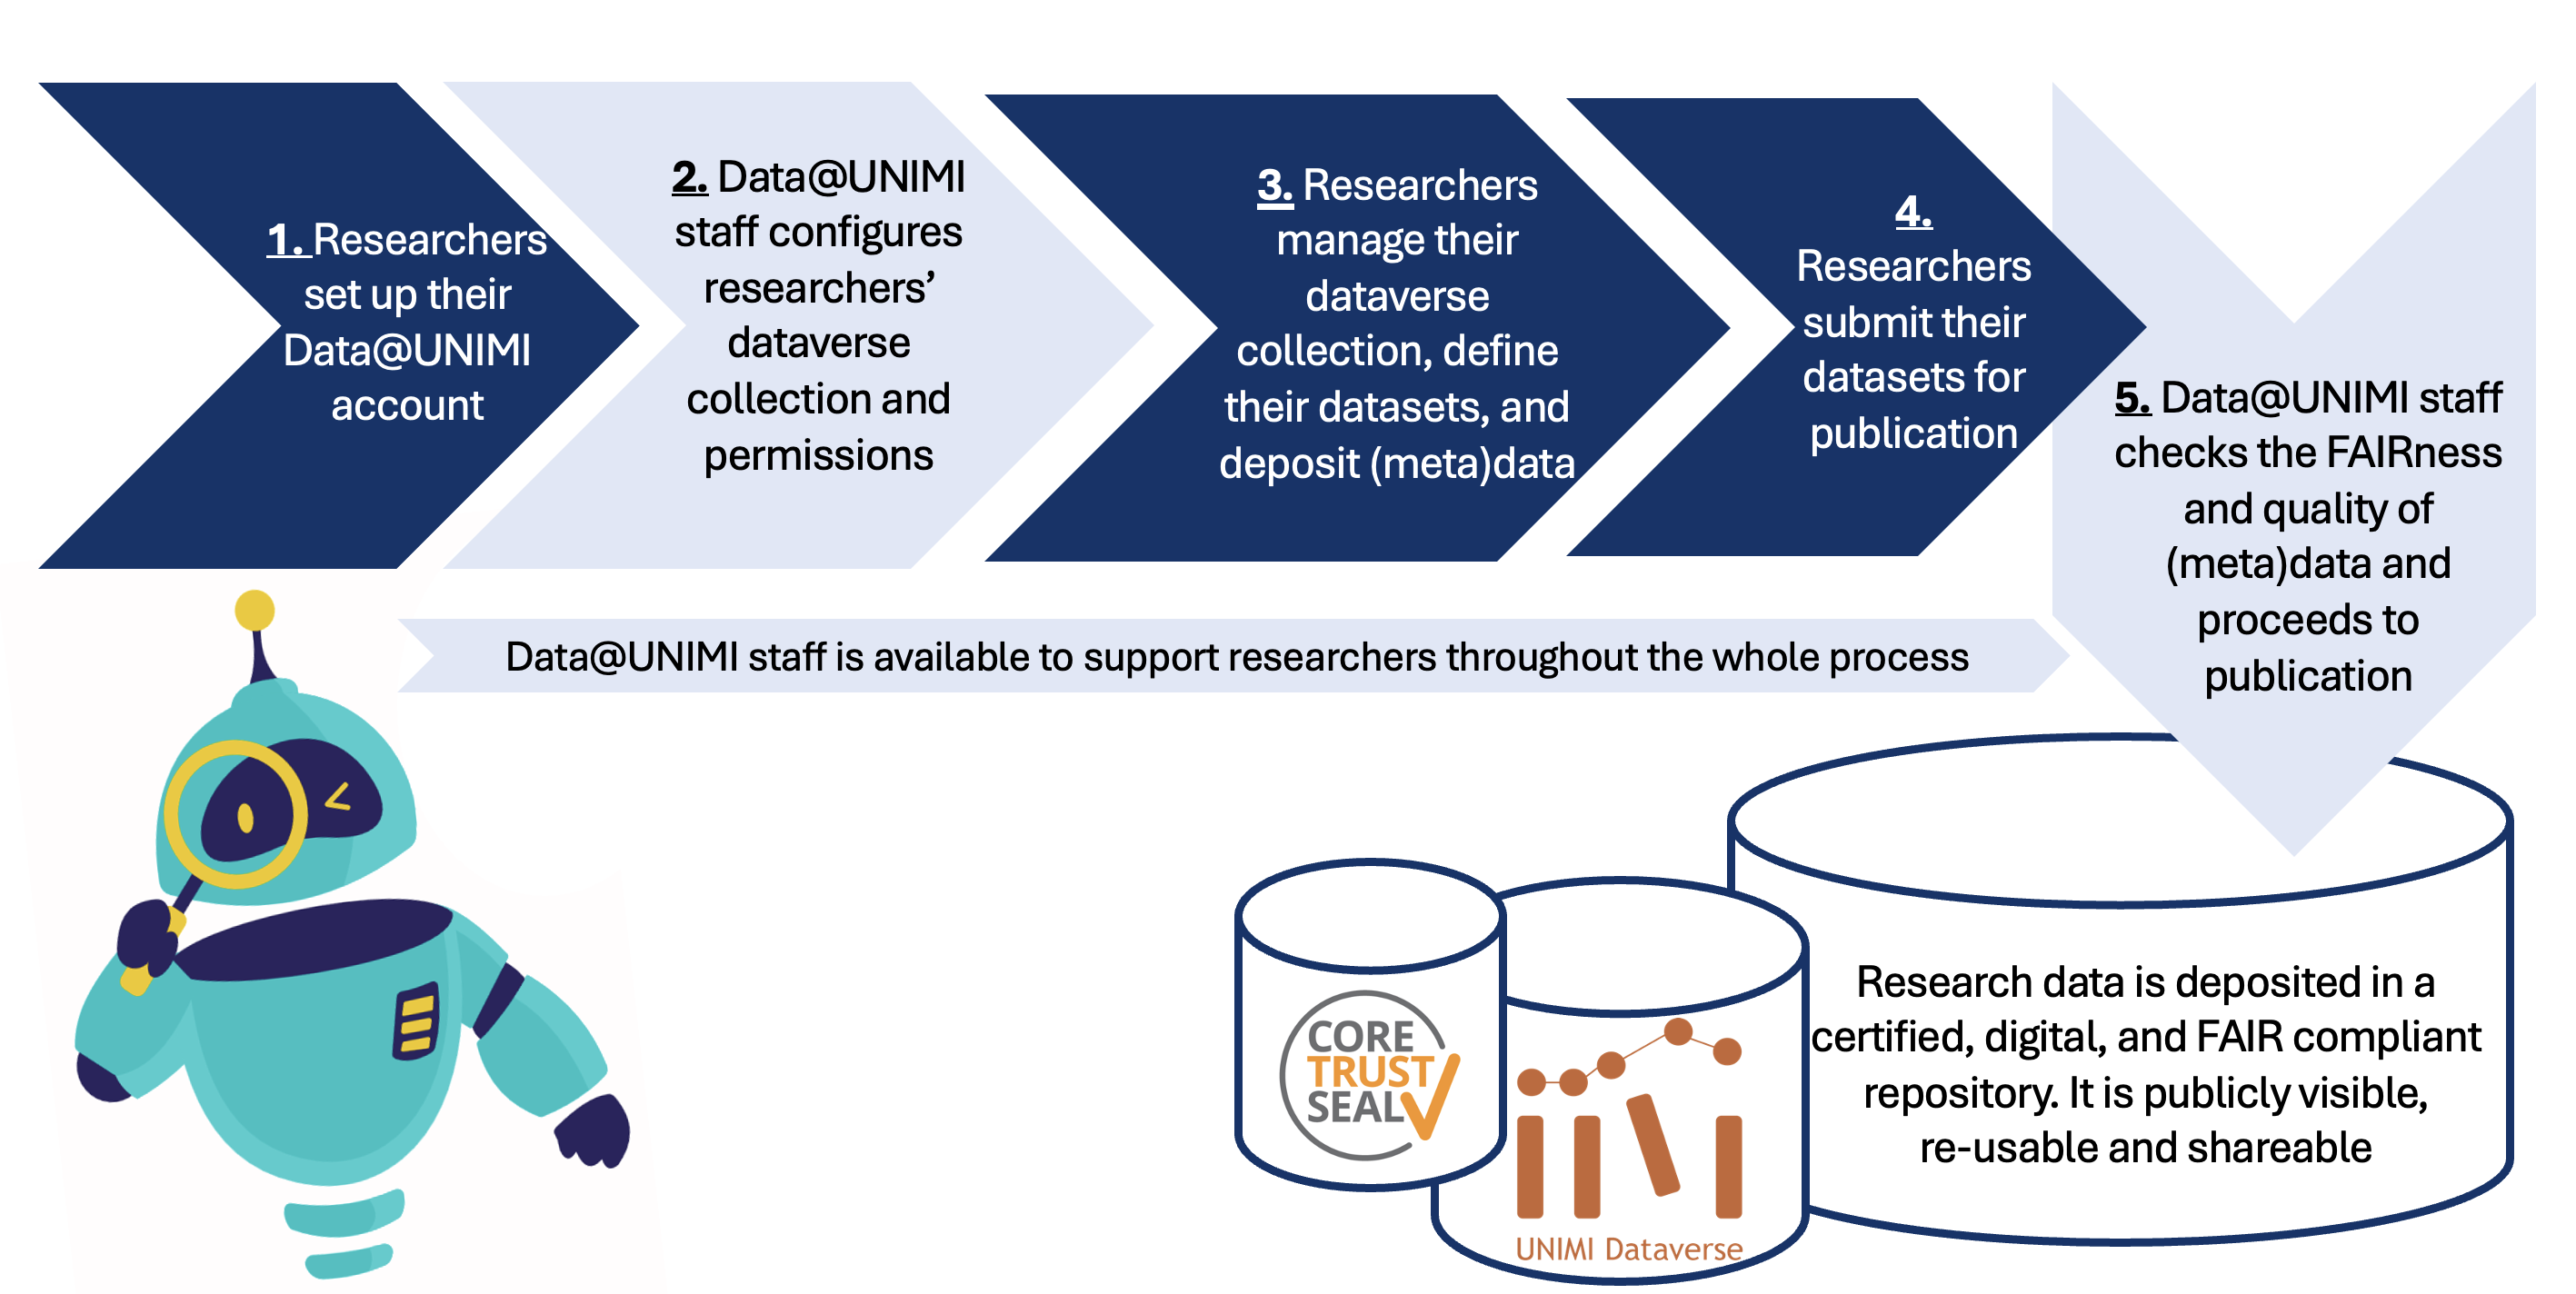 1. Researchers
set up their
Data@UNIMI
account
2. Data@UNIMI
staff configures
researchers’
dataverse
collection and
permissions
3. Researchers
manage their
dataverse
collection, define
their datasets, and
deposit (meta)data
4.
Researchers
submit their
datasets for
publication
5. Data@UNIMI staff
checks the FAIRness
and quality of
(meta)data and
proceeds to
publication
Data@UNIMI staff is available to support researchers throughout the whole process
CORE
TRUST
SEAL
UNIMI Dataverse
Research data is deposited in a
certified, digital, and FAIR compliant
repository. It is publicly visible,
re-usable and shareable